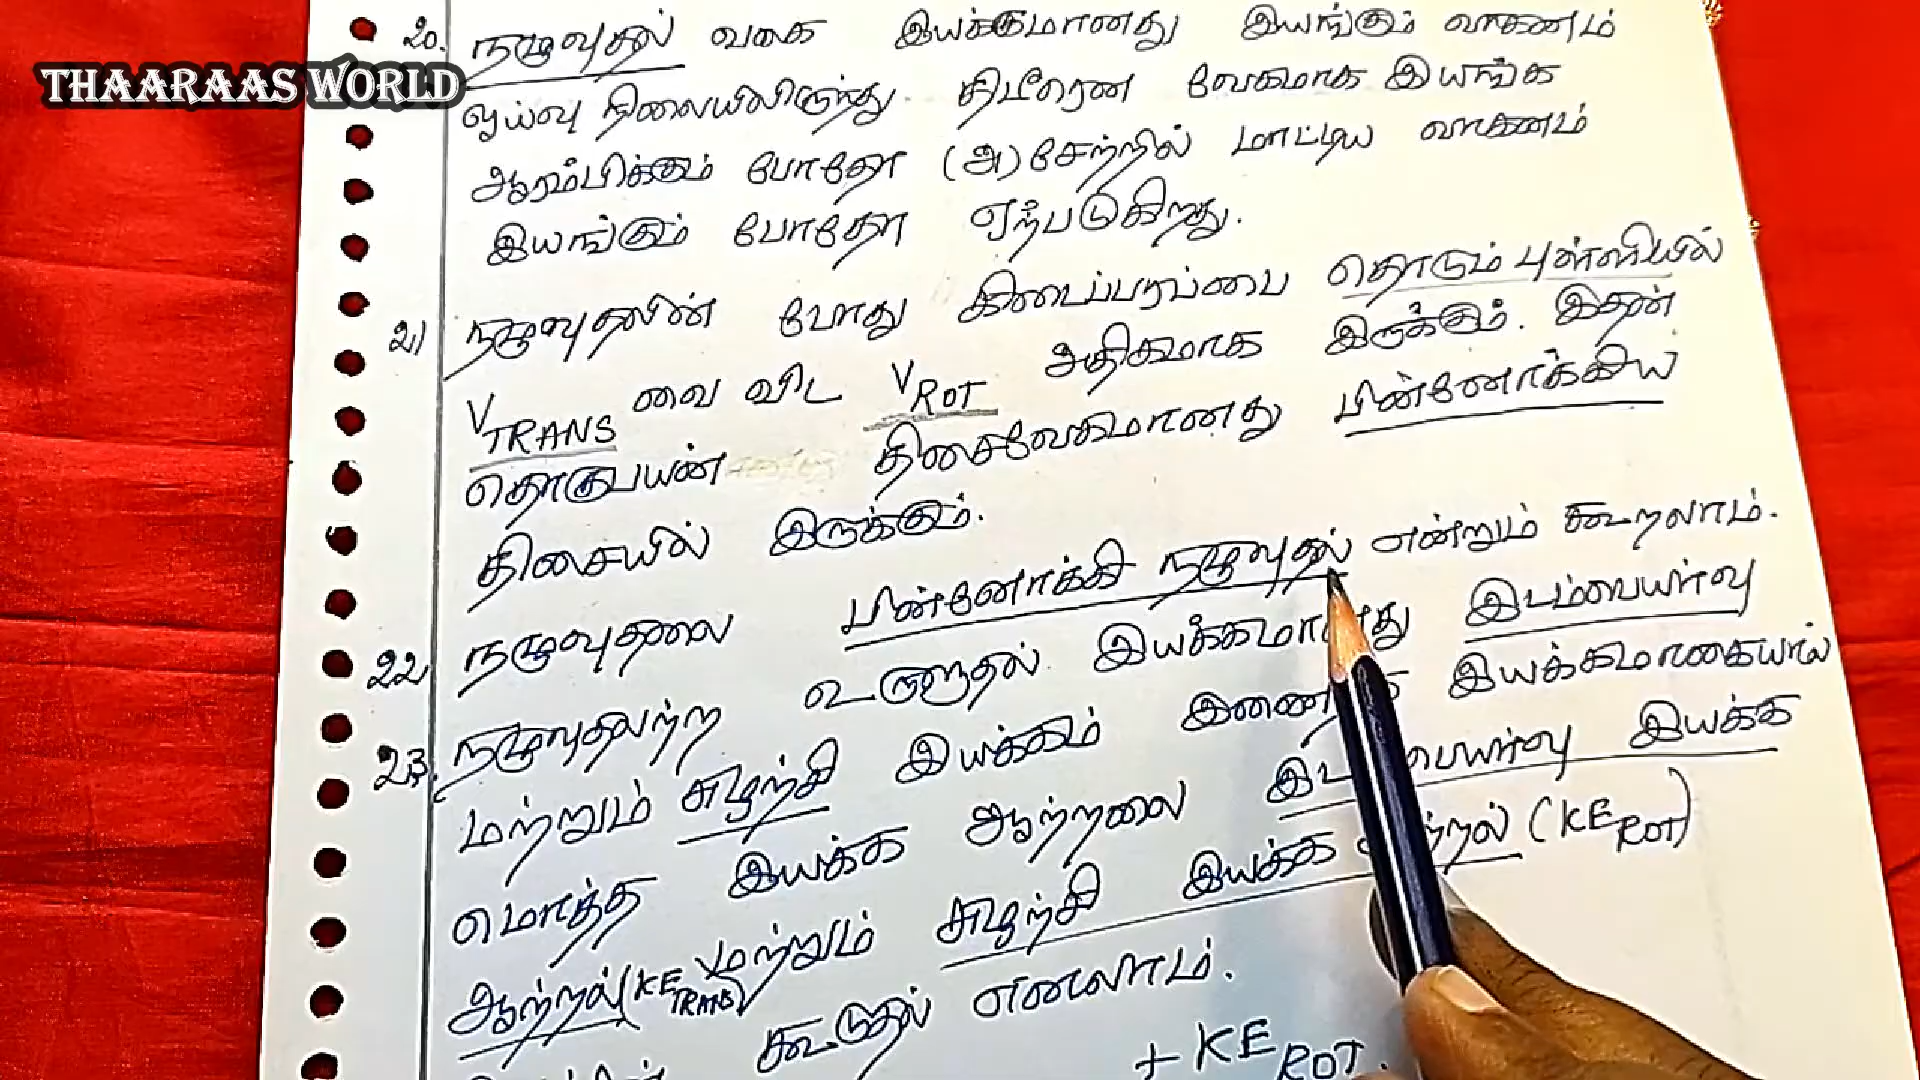 THAARAAS WORLD
20. நழுவுதல் வகை இயக்கமானது இயங்கும் வாகனம்
ஓய்வு நிலையிலிருந்து திடீரென வேகமாக இயங்க
ஆரம்பிக்கும் போதோ (அ) சேற்றில் மாட்டிய வாகனம்
இயங்கும் போதோ ஏற்படுகிறது.
21 நழுவுதலின் போது கிடைப்பரப்பை தொடும் புள்ளியில்
VTRANS வை விட VROT அதிகமாக இருக்கும். இதன்
தொகுபயன் திசைவேகமானது பின்னோக்கிய
திசையில் இருக்கும்.
22 நழுவுதலை பின்னோக்கி நழுவுதல் என்றும் கூறலாம்.
23. நழுவுதலற்ற உருளுதல் இயக்கமானது இடம்பெயர்வு
மற்றும் சுழற்சி இயக்கம் இணைந்த இயக்கமாகையால்
மொத்த இயக்க ஆற்றலை இடப்பெயர்வு இயக்க
ஆற்றல் (KETRANS) மற்றும் சுழற்சி இயக்க ஆற்றல் (KEROT)
கூடுதல் எனலாம்.
+ KEROT.